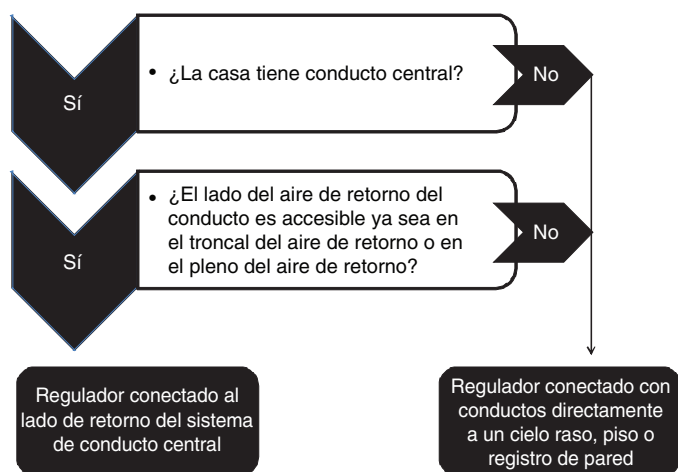 • ¿La casa tiene conducto central?
No
Sí
• ¿El lado del aire de retorno del
conducto es accesible ya sea en
el troncal del aire de retorno o en
el pleno del aire de retorno?
No
Sí
Regulador conectado al
lado de retorno del sistema
de conducto central
Regulador conectado con
conductos directamente
a un cielo raso, piso o
registro de pared